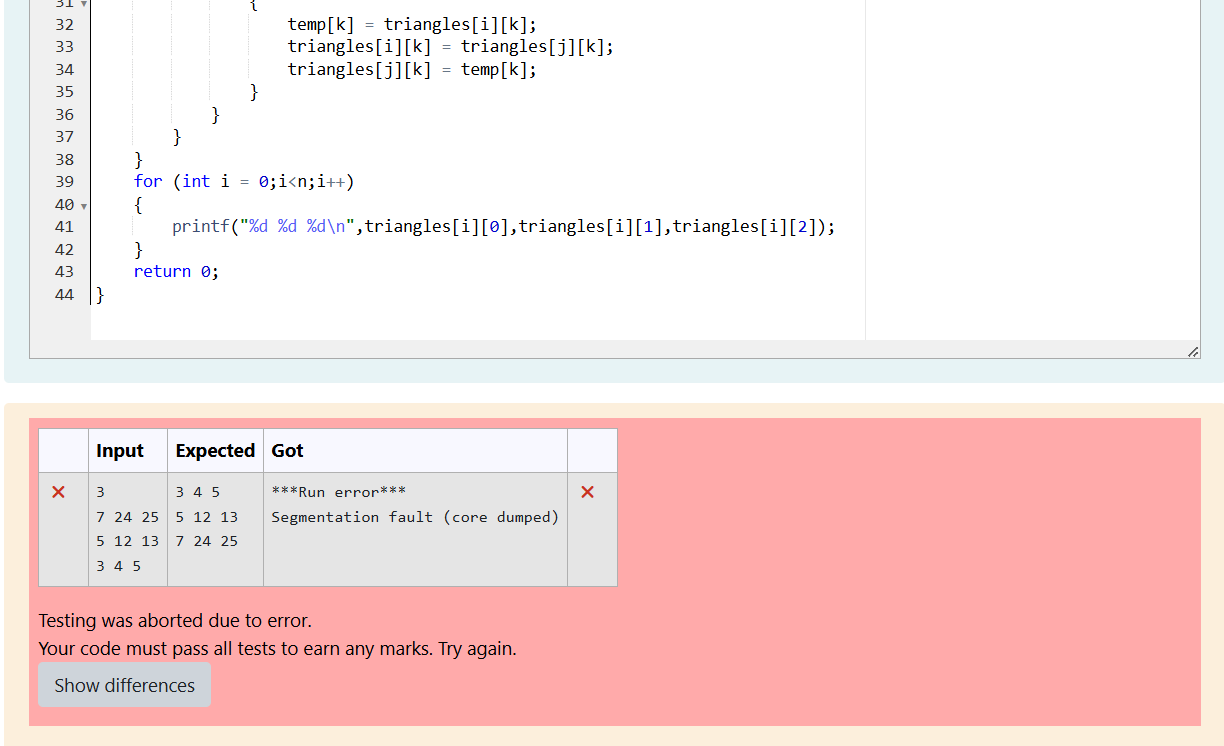 31 {
32 temp[k] = triangles[i][k];
33 triangles[i][k] = triangles[j][k];
34 triangles[j][k] = temp[k];
35 }
36 }
37 }
38 }
39 for (int i = 0;i<n;i++)
40 {
41 printf("%d %d %d\n",triangles[i][0],triangles[i][1],triangles[i][2]);
42 }
43 return 0;
44 }
Input Expected Got
3 3 4 5 ***Run error***
7 24 25 5 12 13 Segmentation fault (core dumped)
5 12 13 7 24 25
3 4 5
Testing was aborted due to error.
Your code must pass all tests to earn any marks. Try again.
Show differences